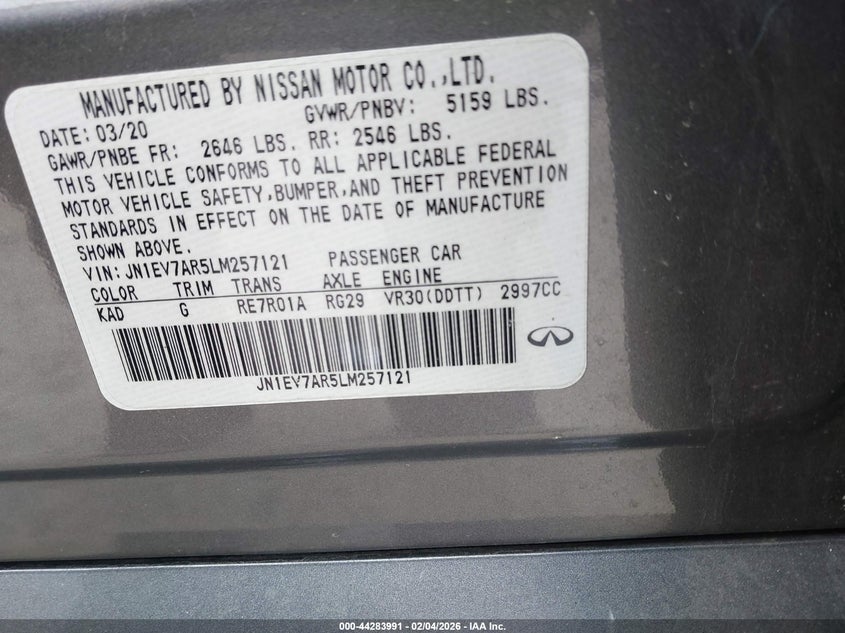 MANUFACTURED BY NISSAN MOTOR CO.,LTD.
DATE: 03/20 GVWR/PNBV: 5159 LBS.
GAWR/PNBE FR: 2646 LBS. RR: 2546 LBS.
THIS VEHICLE CONFORMS TO ALL APPLICABLE FEDERAL
MOTOR VEHICLE SAFETY,BUMPER,AND THEFT PREVENTION
STANDARDS IN EFFECT ON THE DATE OF MANUFACTURE
SHOWN ABOVE.
VIN: JN1EV7AR5LM257121 PASSENGER CAR
COLOR TRIM TRANS AXLE ENGINE
KAD G RE7R01A RG29 VR30(DDTT) 2997CC
JN1EV7AR5LM257121
000-44283991 - 02/04/2026 - IAA Inc.